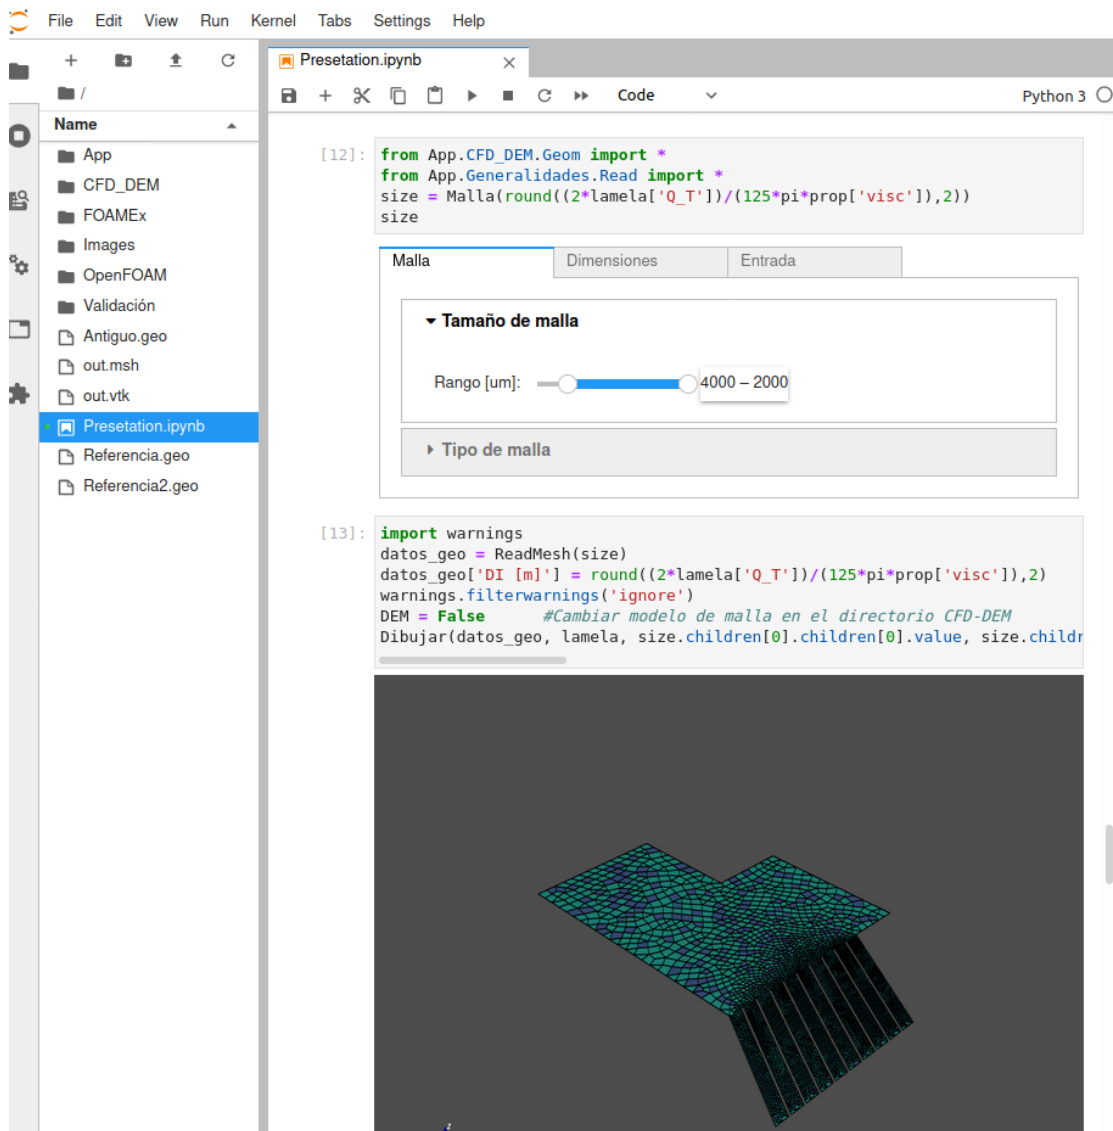 File Edit View Run Kernel Tabs Settings Help
Presetation.ipynb
/
Code
Python 3
Name
App
CFD_DEM
FOAMEx
Images
OpenFOAM
Validación
Antiguo.geo
out.msh
out.vtk
Presetation.ipynb
Referencia.geo
Referencia2.geo
[12]:
from App.CFD_DEM.Geom import *
from App.Generalidades.Read import *
size = Malla(round((2*lamela['Q_T'])/(125*pi*prop['visc']),2))
size
Malla Dimensiones Entrada
Tamaño de malla
Rango [um]: 4000 – 2000
Tipo de malla
[13]:
import warnings
datos_geo = ReadMesh(size)
datos_geo['DI [m]'] = round((2*lamela['Q_T'])/(125*pi*prop['visc']),2)
warnings.filterwarnings('ignore')
DEM = False #Cambiar modelo de malla en el directorio CFD-DEM
Dibujar(datos_geo, lamela, size.children[0].children[0].value, size.childr
z